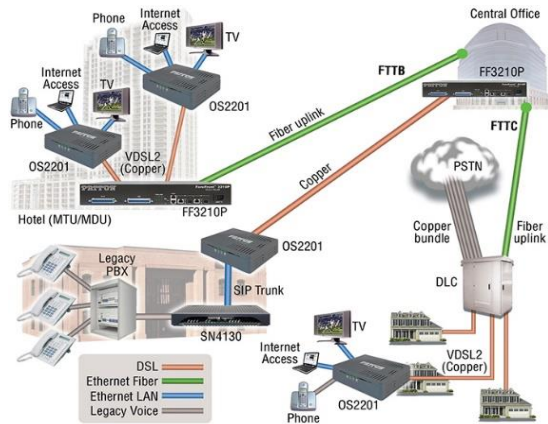 Phone
Internet
Access
TV
Internet
Access
TV
Phone
OS2201
OS2201
VDSL2
(Copper)
PATTON
FF3210P
Hotel (MTU/MDU)
Fiber uplink
Copper
FTTB
Central Office
FF3210P
FTTC
PSTN
Copper
bundle
Fiber
uplink
DLC
OS2201
SIP Trunk
Legacy
PBX
SN4130
DSL
Ethernet Fiber
Ethernet LAN
Legacy Voice
TV
Internet
Access
Phone
OS2201
VDSL2
(Copper)